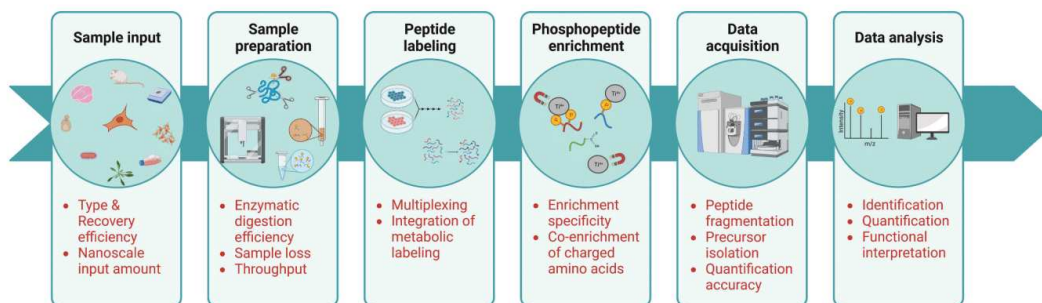 Sample input
Type &
Recovery
efficiency
Nanoscale
input amount
Sample
preparation
Enzymatic
digestion
efficiency
Sample loss
Throughput
Peptide
labeling
Multiplexing
Integration of
metabolic
labeling
Phosphopeptide
enrichment
Enrichment
specificity
Co-enrichment
of charged
amino acids
Data
acquisition
Peptide
fragmentation
Precursor
isolation
Quantification
accuracy
Data analysis
Intensity
m/z
Identification
Quantification
Functional
interpretation